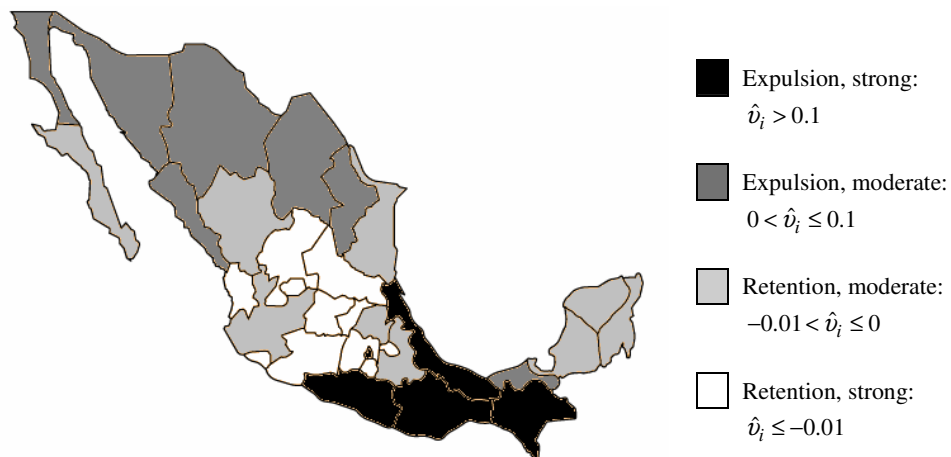 Expulsion, strong:
υ̂ᵢ > 0.1
Expulsion, moderate:
0 < υ̂ᵢ ≤ 0.1
Retention, moderate:
−0.01 < υ̂ᵢ ≤ 0
Retention, strong:
υ̂ᵢ ≤ −0.01